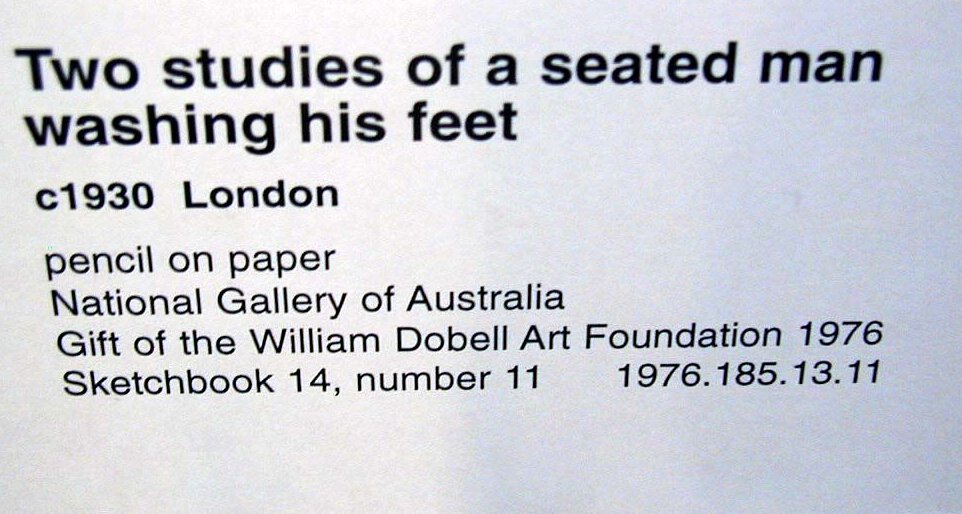 Two studies of a seated man
washing his feet
c1930 London
pencil on paper
National Gallery of Australia
Gift of the William Dobell Art Foundation 1976
Sketchbook 14, number 11 1976.185.13.11